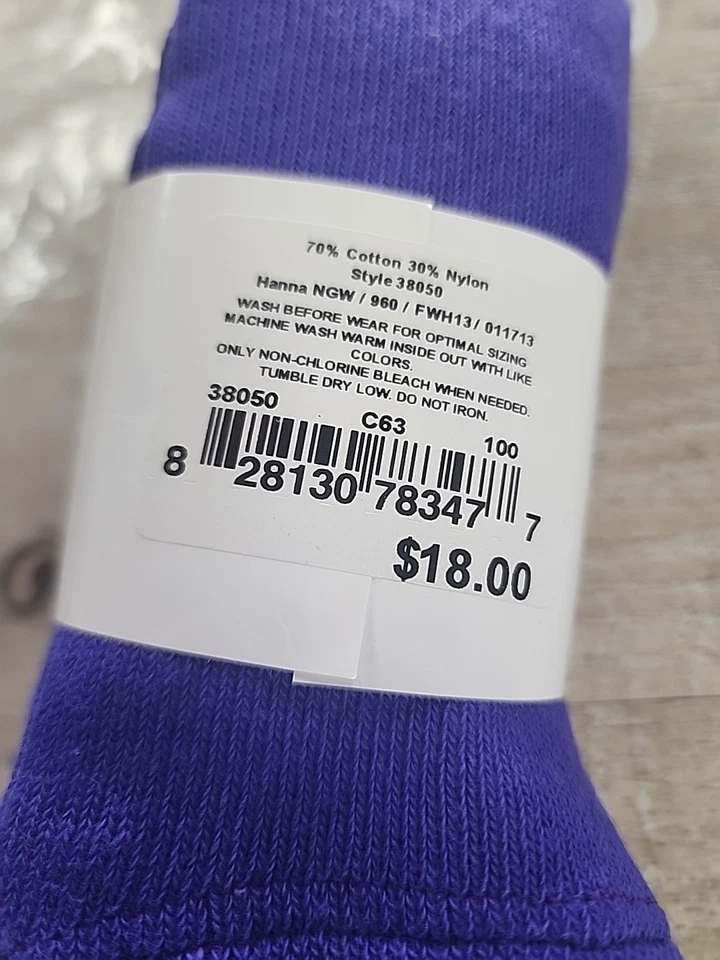 70% Cotton 30% Nylon
Style 38050
Hanna NGW / 960 / FWH13/ 011713
WASH BEFORE WEAR FOR OPTIMAL SIZING
MACHINE WASH WARM INSIDE OUT WITH LIKE
COLORS.
ONLY NON-CHLORINE BLEACH WHEN NEEDED.
TUMBLE DRY LOW. DO NOT IRON.
38050 C63 100
8 28130 78347 7
$18.00